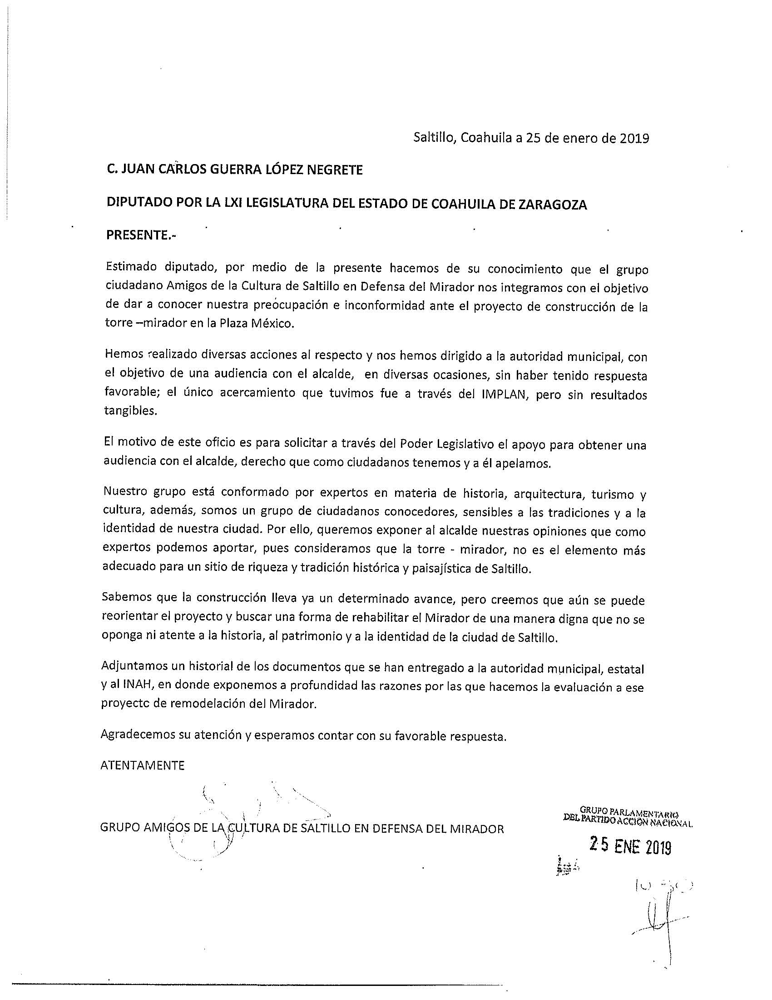 Saltillo, Coahuila a 25 de enero de 2019
C. JUAN CARLOS GUERRA LÓPEZ NEGRETE
DIPUTADO POR LA LXI LEGISLATURA DEL ESTADO DE COAHUILA DE ZARAGOZA
PRESENTE.-
Estimado diputado, por medio de la presente hacemos de su conocimiento que el grupo
ciudadano Amigos de la Cultura de Saltillo en Defensa del Mirador nos integramos con el objetivo
de dar a conocer nuestra preocupación e inconformidad ante el proyecto de construcción de la
torre –mirador en la Plaza México.
Hemos realizado diversas acciones al respecto y nos hemos dirigido a la autoridad municipal, con
el objetivo de una audiencia con el alcalde, en diversas ocasiones, sin haber tenido respuesta
favorable; el único acercamiento que tuvimos fue a través del IMPLAN, pero sin resultados
tangibles.
El motivo de este oficio es para solicitar a través del Poder Legislativo el apoyo para obtener una
audiencia con el alcalde, derecho que como ciudadanos tenemos y a él apelamos.
Nuestro grupo está conformado por expertos en materia de historia, arquitectura, turismo y
cultura, además, somos un grupo de ciudadanos conocedores, sensibles a las tradiciones y a la
identidad de nuestra ciudad. Por ello, queremos exponer al alcalde nuestras opiniones que como
expertos podemos aportar, pues consideramos que la torre - mirador, no es el elemento más
adecuado para un sitio de riqueza y tradición histórica y paisajística de Saltillo.
Sabemos que la construcción lleva ya un determinado avance, pero creemos que aún se puede
reorientar el proyecto y buscar una forma de rehabilitar el Mirador de una manera digna que no se
oponga ni atente a la historia, al patrimonio y a la identidad de la ciudad de Saltillo.
Adjuntamos un historial de los documentos que se han entregado a la autoridad municipal, estatal
y al INAH, en donde exponemos a profundidad las razones por las que hacemos la evaluación a ese
proyecto de remodelación del Mirador.
Agradecemos su atención y esperamos contar con su favorable respuesta.
ATENTAMENTE
GRUPO AMIGOS DE LA CULTURA DE SALTILLO EN DEFENSA DEL MIRADOR
GRUPO PARLAMENTARIO
DEL PARTIDO ACCIÓN NACIONAL
25 ENE 2019